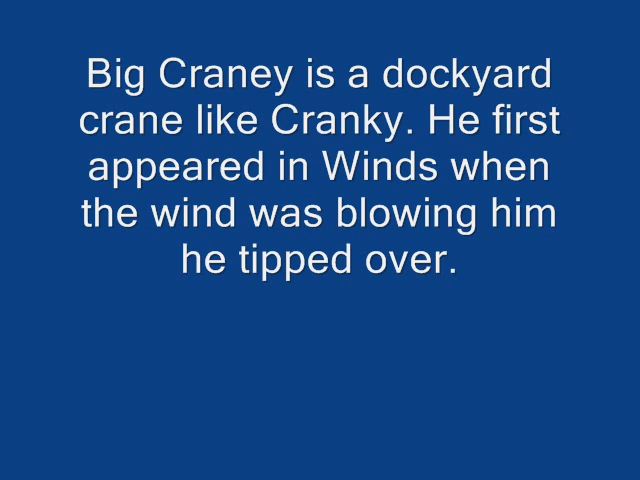 Big Craney is a dockyard
crane like Cranky. He first
appeared in Winds when
the wind was blowing him
he tipped over.